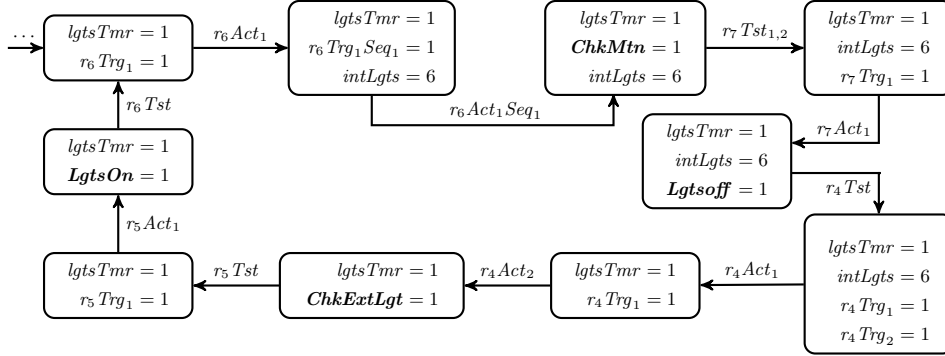 ...
lgtsTmr = 1
r6Trg1 = 1
r6Act1
lgtsTmr = 1
r6Trg1Seq1 = 1
intLgts = 6
r6Act1Seq1
lgtsTmr = 1
ChkMtn = 1
intLgts = 6
r7Tst1,2
lgtsTmr = 1
intLgts = 6
r7Trg1 = 1
r7Act1
lgtsTmr = 1
intLgts = 6
Lgtsoff = 1
r4Tst
lgtsTmr = 1
intLgts = 6
r4Trg1 = 1
r4Trg2 = 1
r4Act1
lgtsTmr = 1
r4Trg1 = 1
r4Act2
lgtsTmr = 1
ChkExtLgt = 1
r5Tst
lgtsTmr = 1
r5Trg1 = 1
r5Act1
lgtsTmr = 1
LgtsOn = 1
r6Tst